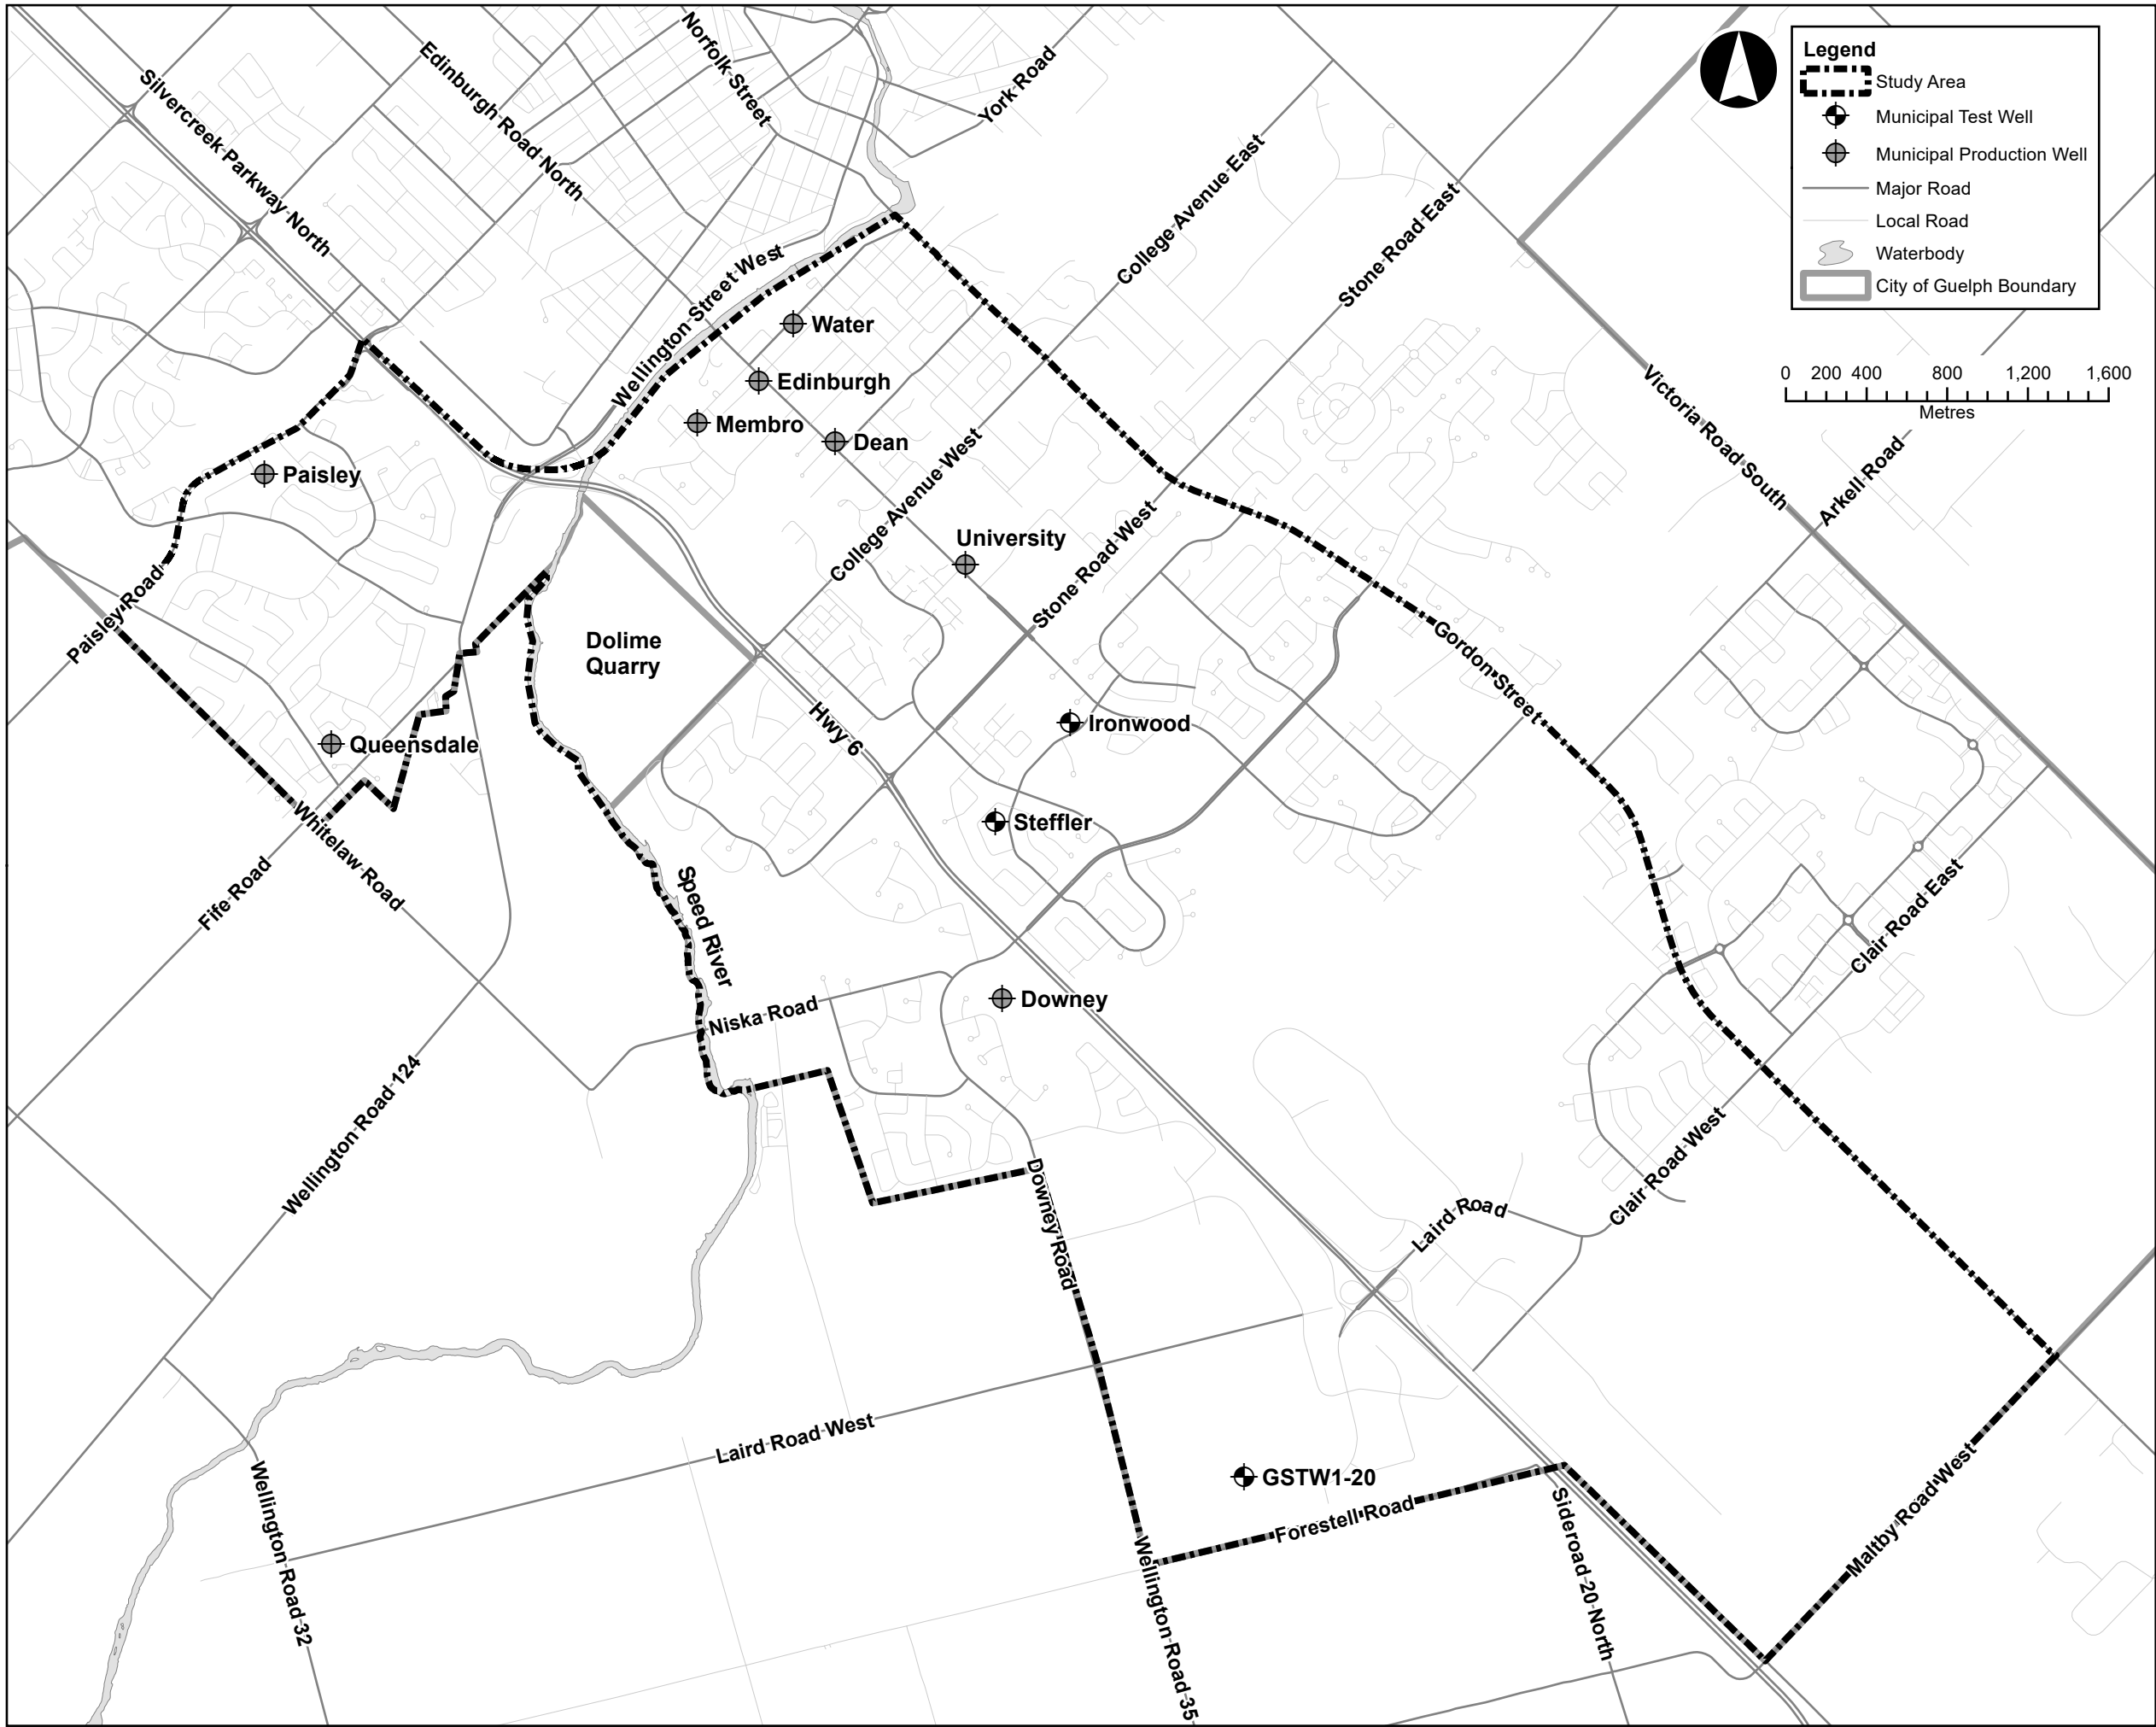 Legend
Study Area
Municipal Test Well
Municipal Production Well
Major Road
Local Road
Waterbody
City of Guelph Boundary
0 200 400 800 1,200 1,600
Metres
Silvercreek Parkway North
Edinburgh Road North
Norfolk Street
York Road
College Avenue East
Stone Road East
Wellington Street West
Victoria Road South
Arkell Road
Water
Edinburgh
Membro
Dean
Paisley
College Avenue West
University
Stone Road West
Paisley Road
Dolime
Quarry
Gordon Street
Hwy 6
Ironwood
Queensdale
Steffler
Whitelaw Road
Fife Road
Speed River
Clair Road East
Niska Road
Downey
Wellington Road 124
Clair Road West
Downey Road
Laird Road
Laird Road West
GSTW1-20
Forestell Road
Wellington Road 32
Wellington Road 35
Sideroad 20 North
Maltby Road West